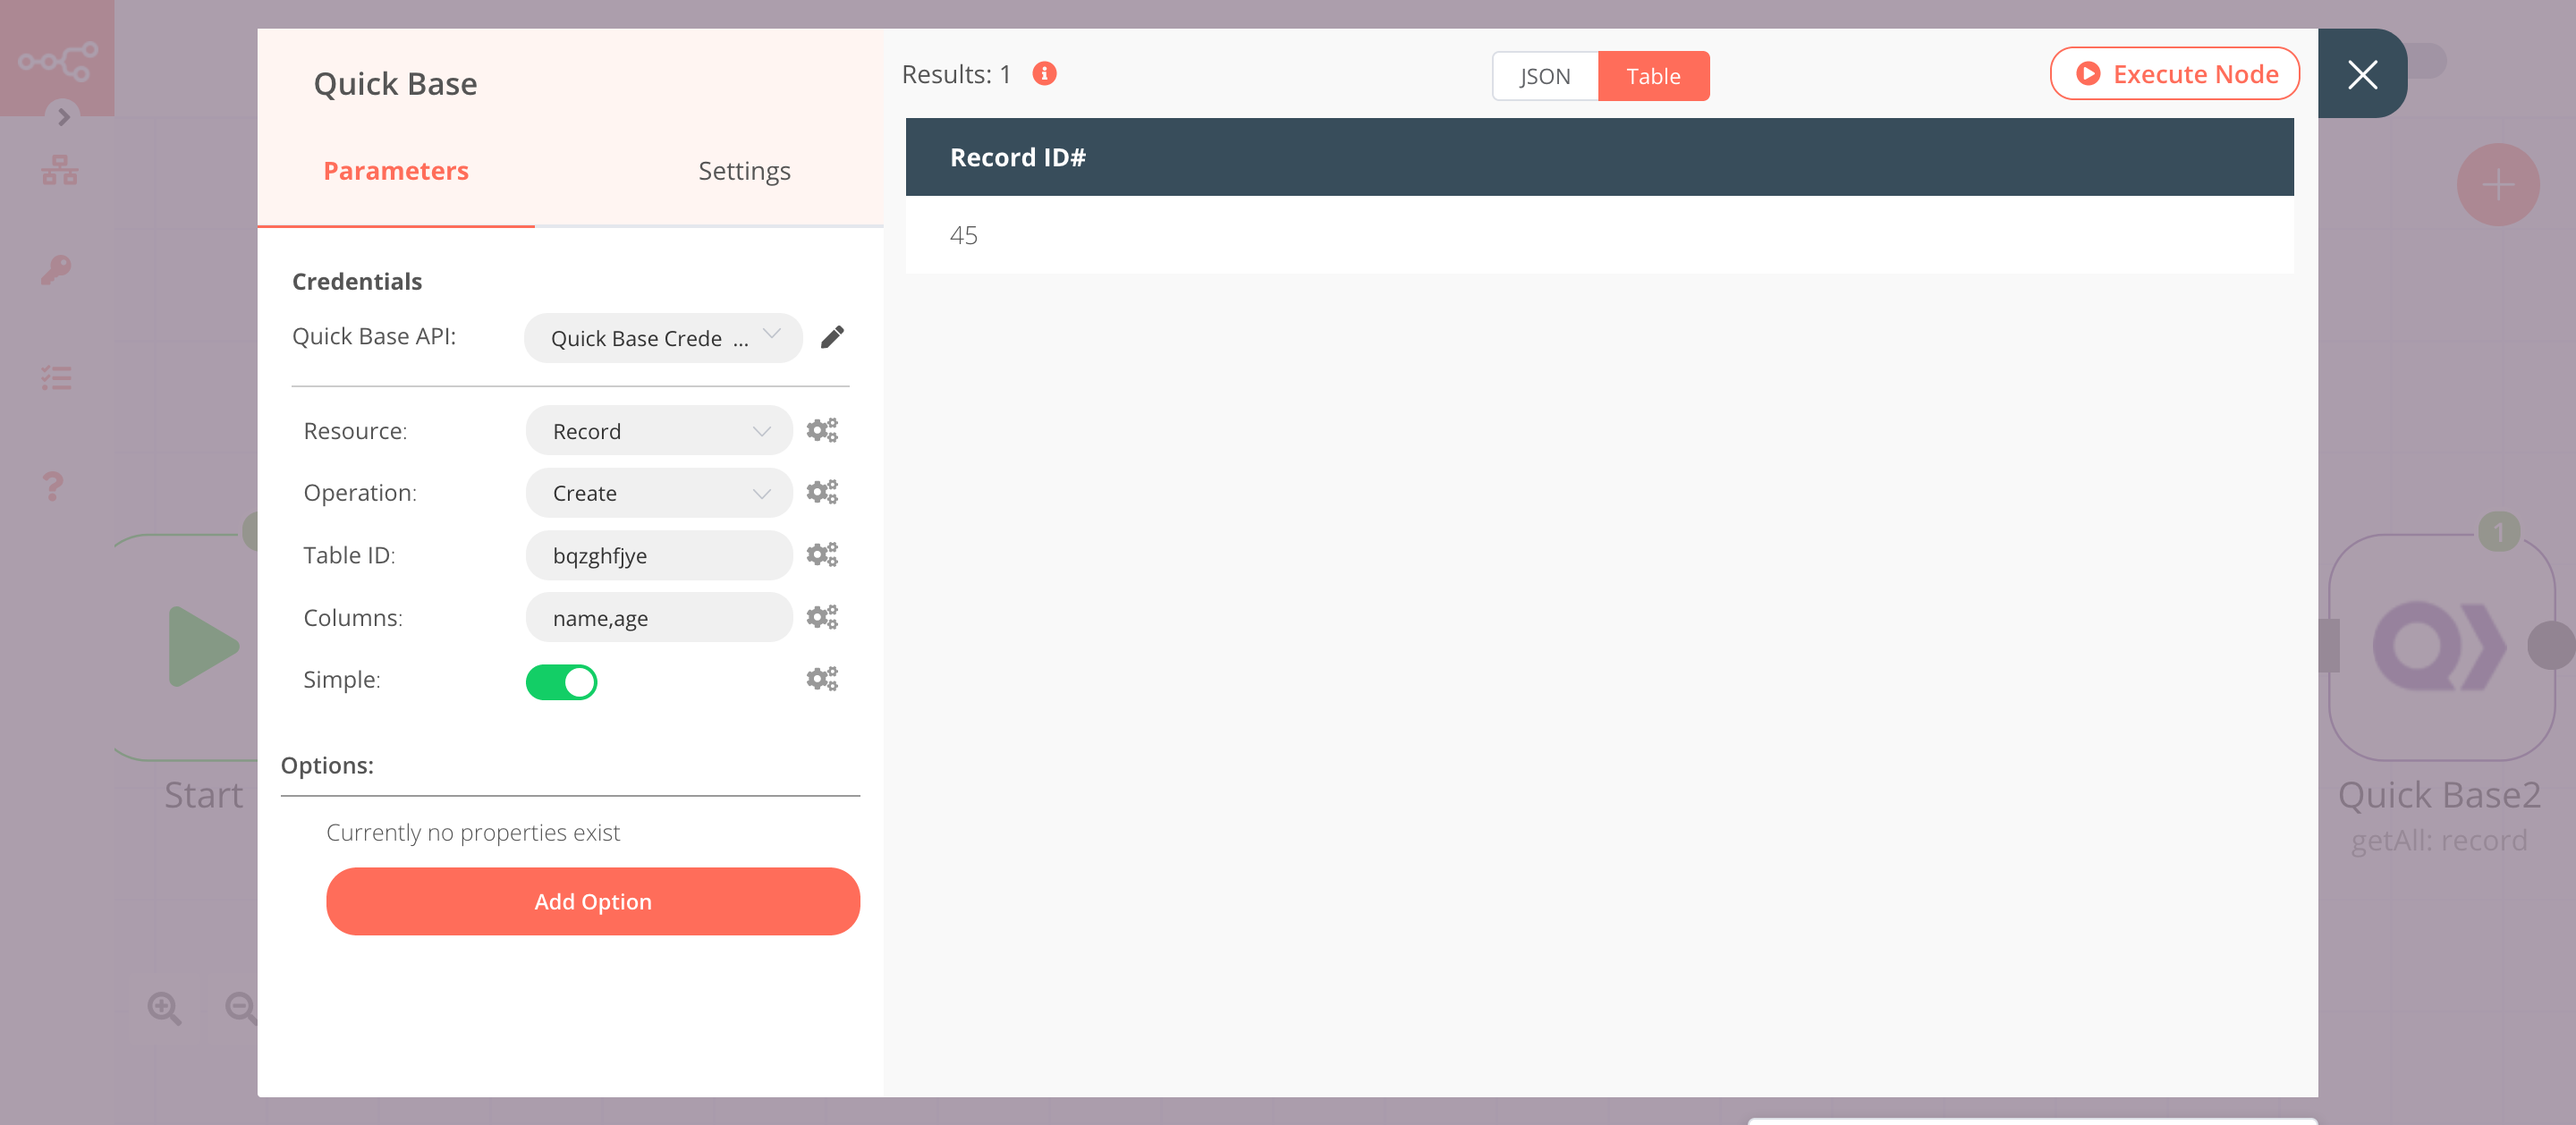 Quick Base
Parameters
Settings
Credentials
Quick Base API:
Quick Base Crede ...
Resource:
Record
Operation:
Create
Table ID:
bqzghfjye
Columns:
name,age
Simple:
Options:
Currently no properties exist
Add Option
Results: 1
JSON
Table
Execute Node
Record ID#
45
Start
1
Quick Base2
getAll: record